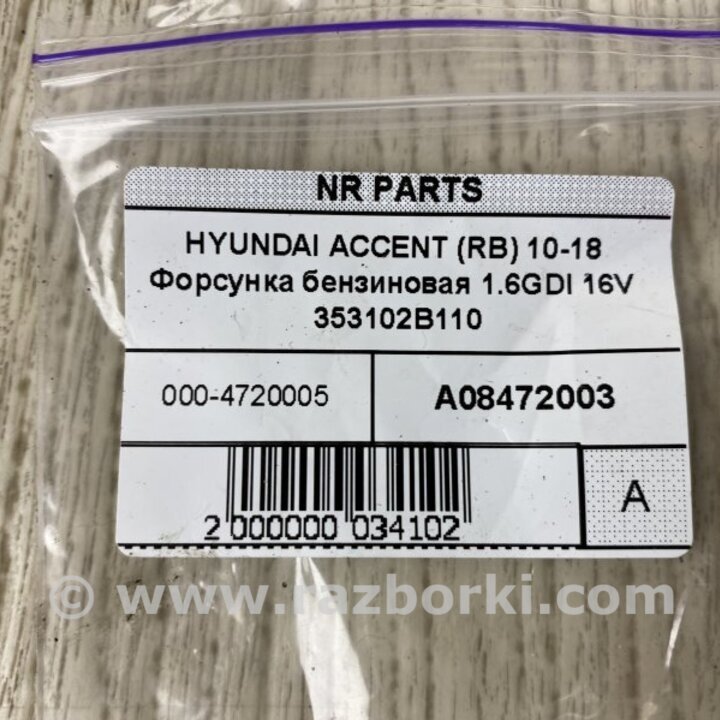 NR PARTS
HYUNDAI ACCENT (RB) 10-18
Форсунка бензиновая 1.6GDI 16V
353102B110
000-4720005
A08472003
2 000000 034102
A
© www.razborki.com